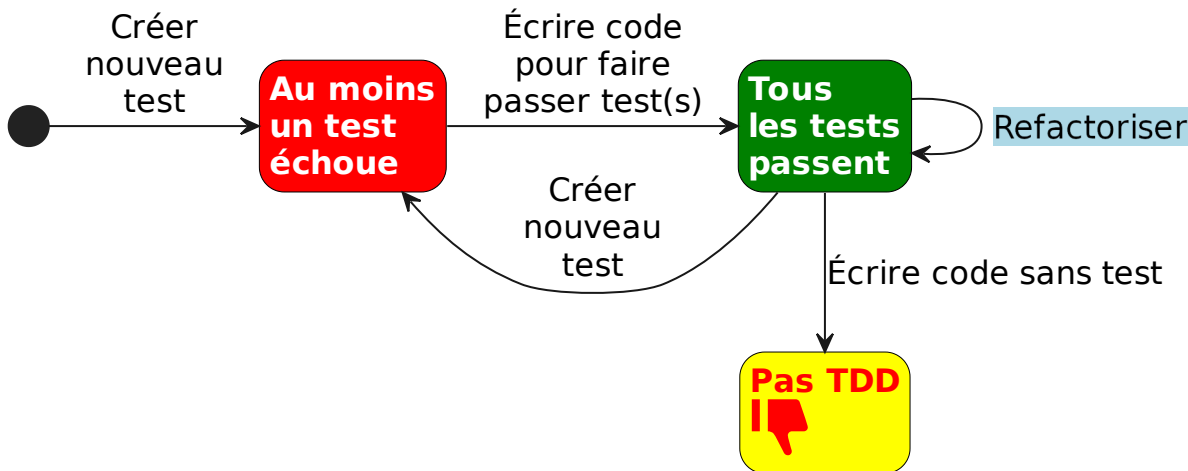 Créer
nouveau
test
Au moins
un test
échoue
Écrire code
pour faire
passer test(s)
Tous
les tests
passent
Refactoriser
Créer
nouveau
test
Écrire code sans test
Pas TDD